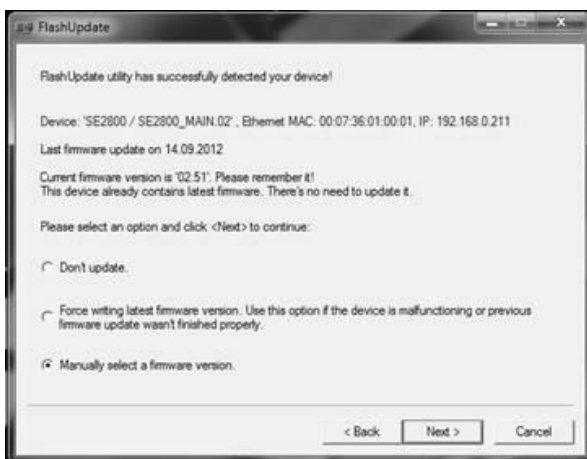 FlashUpdate
FlashUpdate utility has successfully detected your device!
Device: 'SE2800 / SE2800_MAIN.02' , Ethernet MAC: 00:07:36:01:00:01, IP: 192.168.0.211
Last firmware update on 14.09.2012
Current firmware version is '02.51'. Please remember it!
This device already contains latest firmware. There's no need to update it.
Please select an option and click <Next> to continue:
Don't update.
Force writing latest firmware version. Use this option if the device is malfunctioning or previous
firmware update wasn't finished properly.
Manually select a firmware version.
< Back
Next >
Cancel